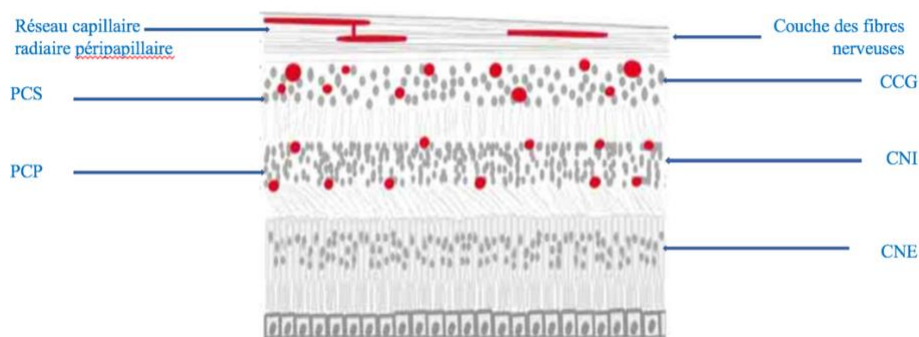 Réseau capillaire
radiaire péripapillaire
PCS
PCP
Couche des fibres
nerveuses
CCG
CNI
CNE